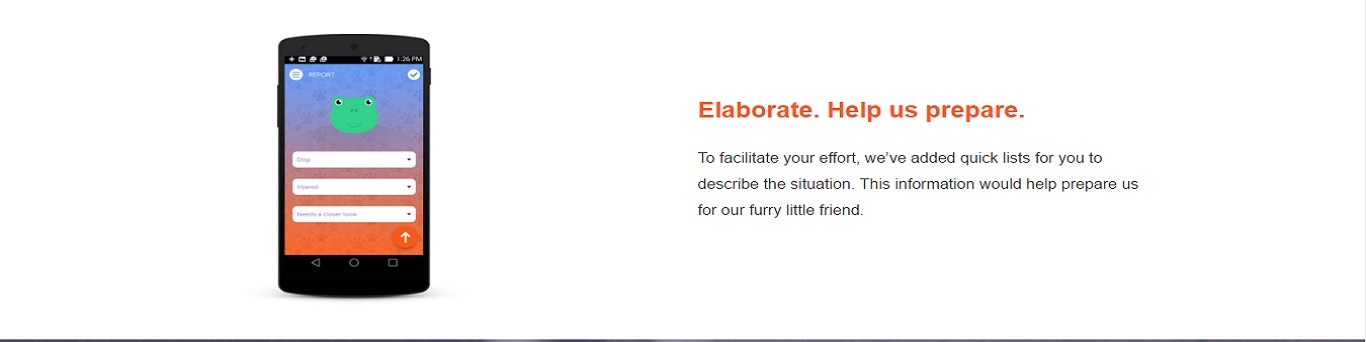 1:26 PM
REPORT
Dog
Injured
Needs a closer look
Elaborate. Help us prepare.
To facilitate your effort, we’ve added quick lists for you to
describe the situation. This information would help prepare us
for our furry little friend.